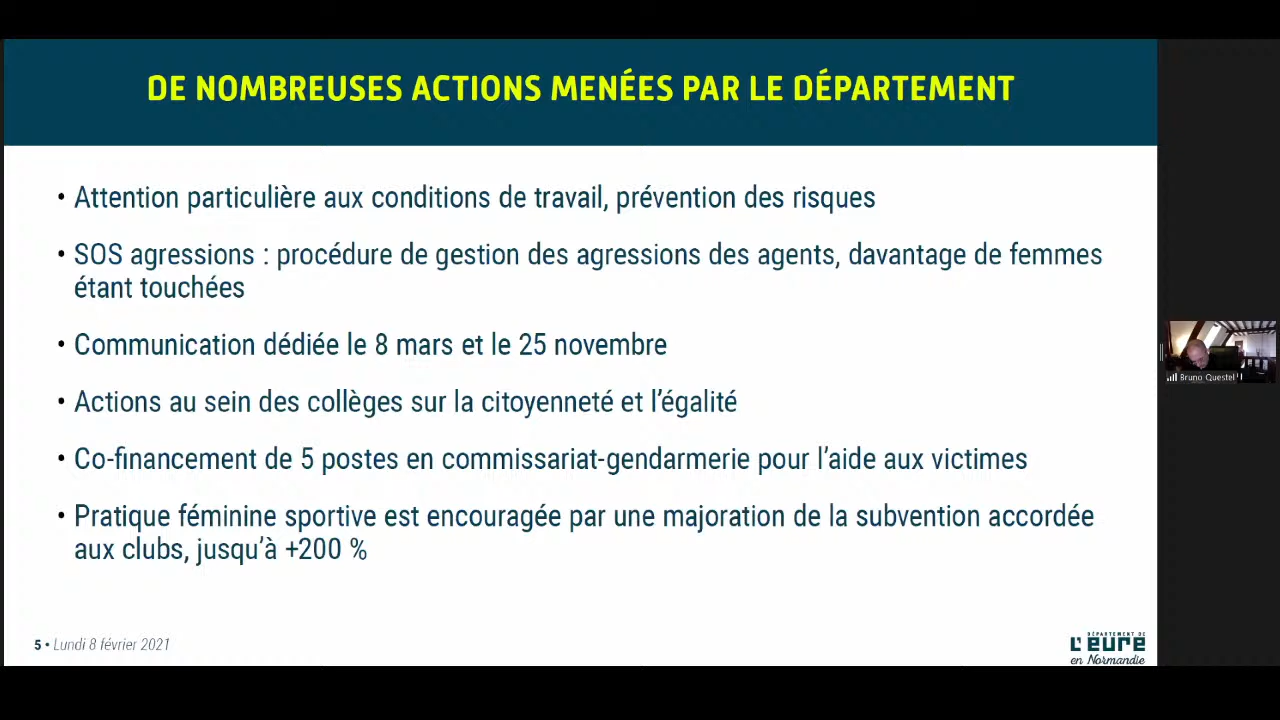 DE NOMBREUSES ACTIONS MENÉES PAR LE DÉPARTEMENT
• Attention particulière aux conditions de travail, prévention des risques
• SOS agressions : procédure de gestion des agressions des agents, davantage de femmes
étant touchées
• Communication dédiée le 8 mars et le 25 novembre
• Actions au sein des collèges sur la citoyenneté et l’égalité
• Co-financement de 5 postes en commissariat-gendarmerie pour l’aide aux victimes
• Pratique féminine sportive est encouragée par une majoration de la subvention accordée
aux clubs, jusqu’à +200 %
Bruno Questel
5 • Lundi 8 février 2021
DÉPARTEMENT DE
L'EURE
en Normandie